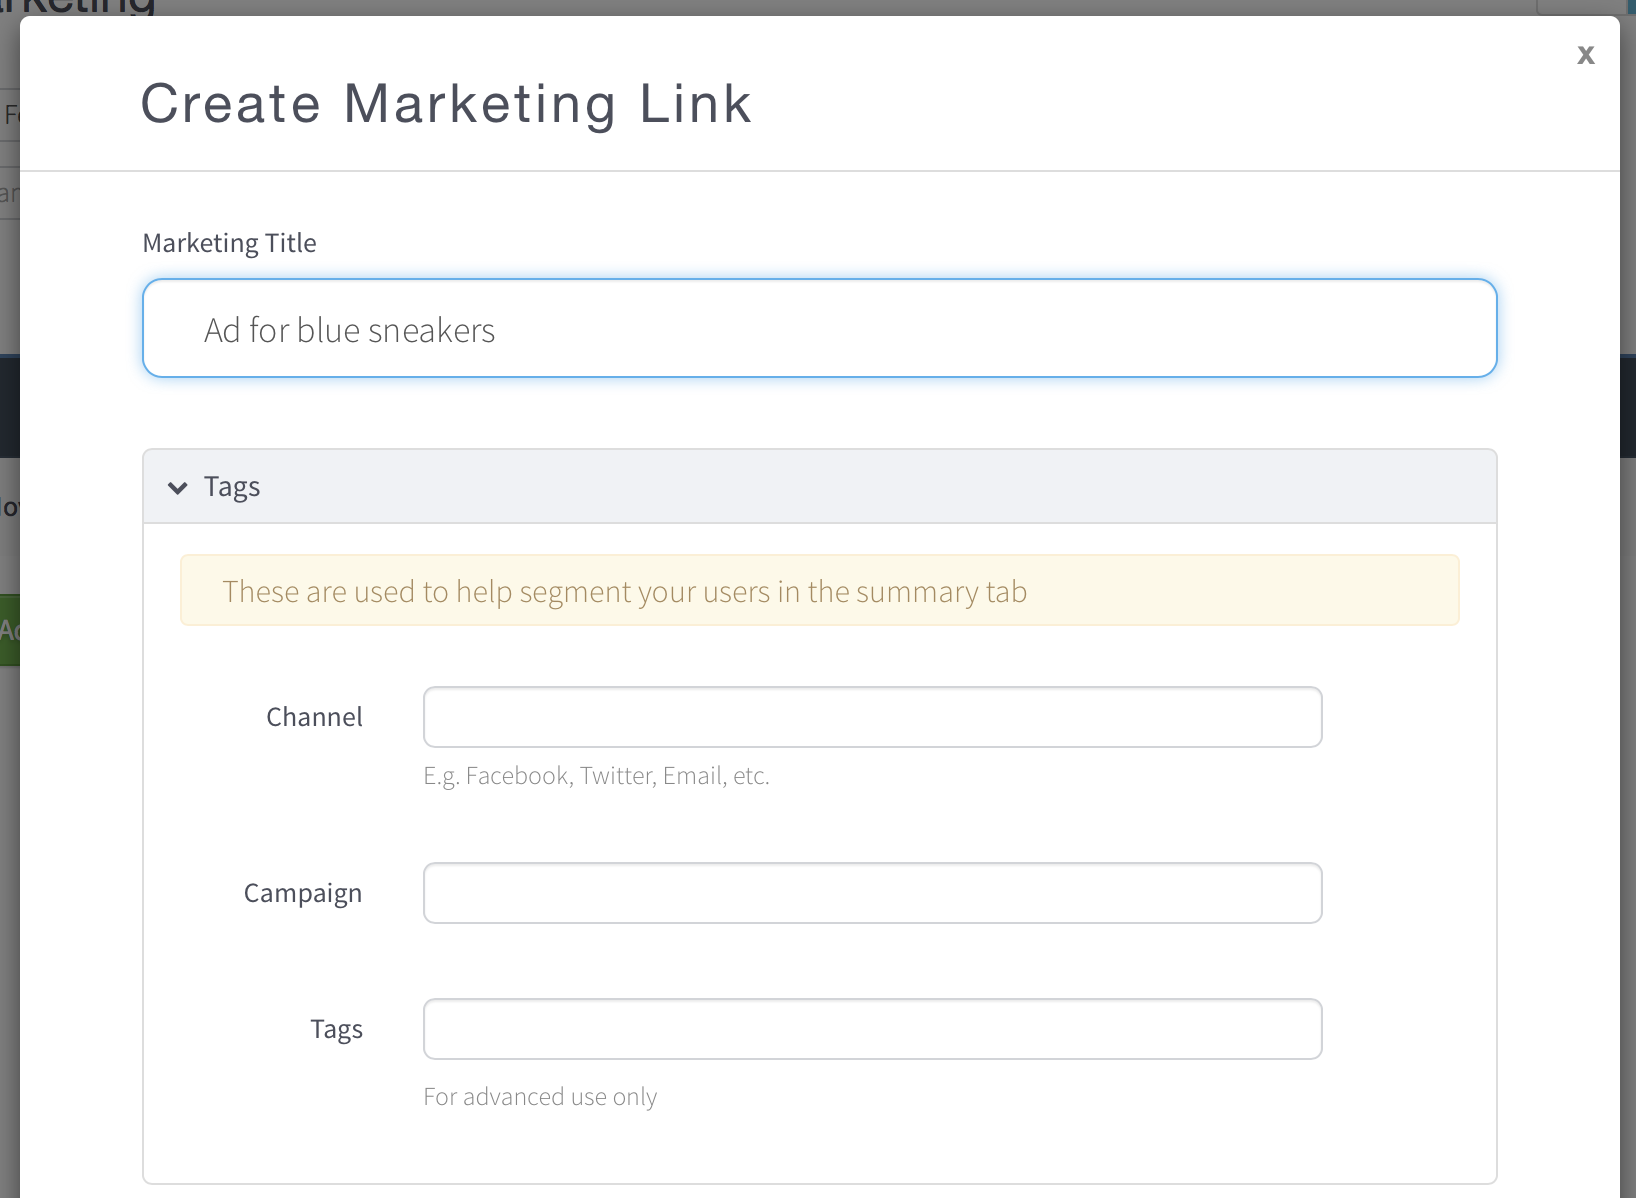 x
Create Marketing Link
Marketing Title
Ad for blue sneakers
Tags
These are used to help segment your users in the summary tab
Channel
E.g. Facebook, Twitter, Email, etc.
Campaign
Tags
For advanced use only